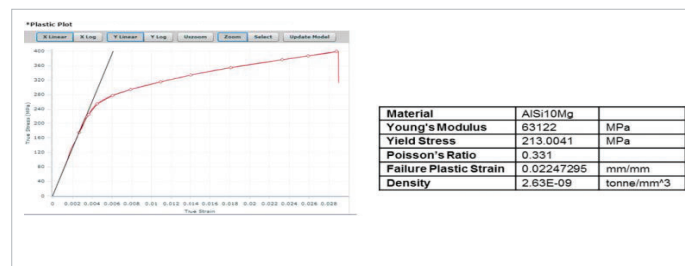 *Plastic Plot
X Linear X Log Y Linear Y Log Unzoom Zoom Select Update Model
400
360
320
280
240
200
160
120
80
40
0
True Stress (MPa)
0 0.002 0.004 0.006 0.008 0.01 0.012 0.014 0.016 0.018 0.02 0.022 0.024 0.026 0.028
True Strain
Material AlSi10Mg
Young's Modulus 63122 MPa
Yield Stress 213.0041 MPa
Poisson's Ratio 0.331
Failure Plastic Strain 0.02247295 mm/mm
Density 2.63E-09 tonne/mm^3